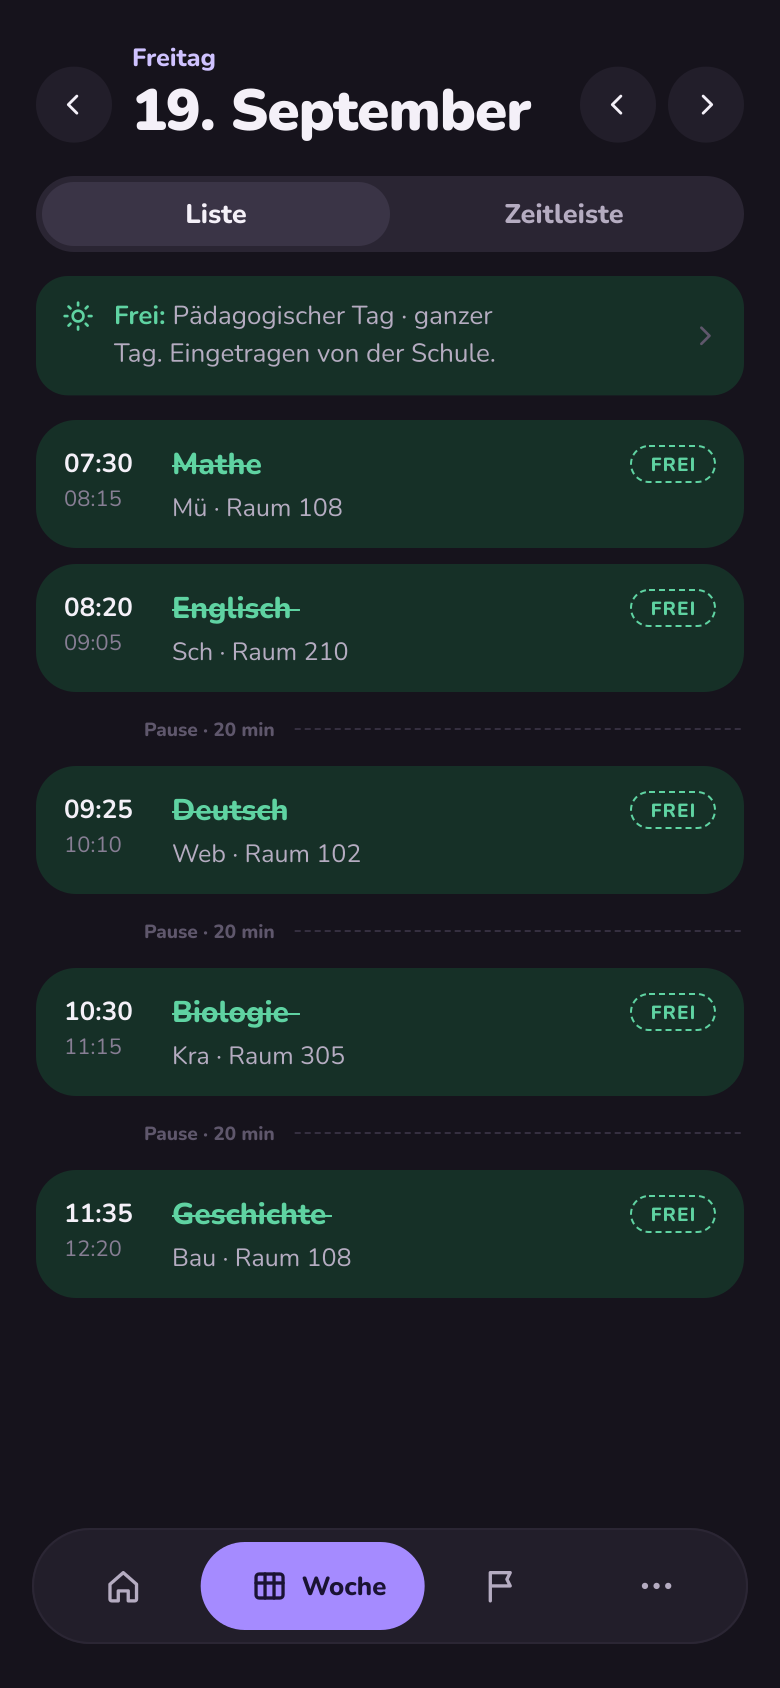 Freitag
19. September
Liste
Zeitleiste
Frei: Pädagogischer Tag · ganzer
Tag. Eingetragen von der Schule.
07:30 Mathe FREI
08:15 Mü · Raum 108
08:20 Englisch FREI
09:05 Sch · Raum 210
Pause · 20 min
09:25 Deutsch FREI
10:10 Web · Raum 102
Pause · 20 min
10:30 Biologie FREI
11:15 Kra · Raum 305
Pause · 20 min
11:35 Geschichte FREI
12:20 Bau · Raum 108
Woche